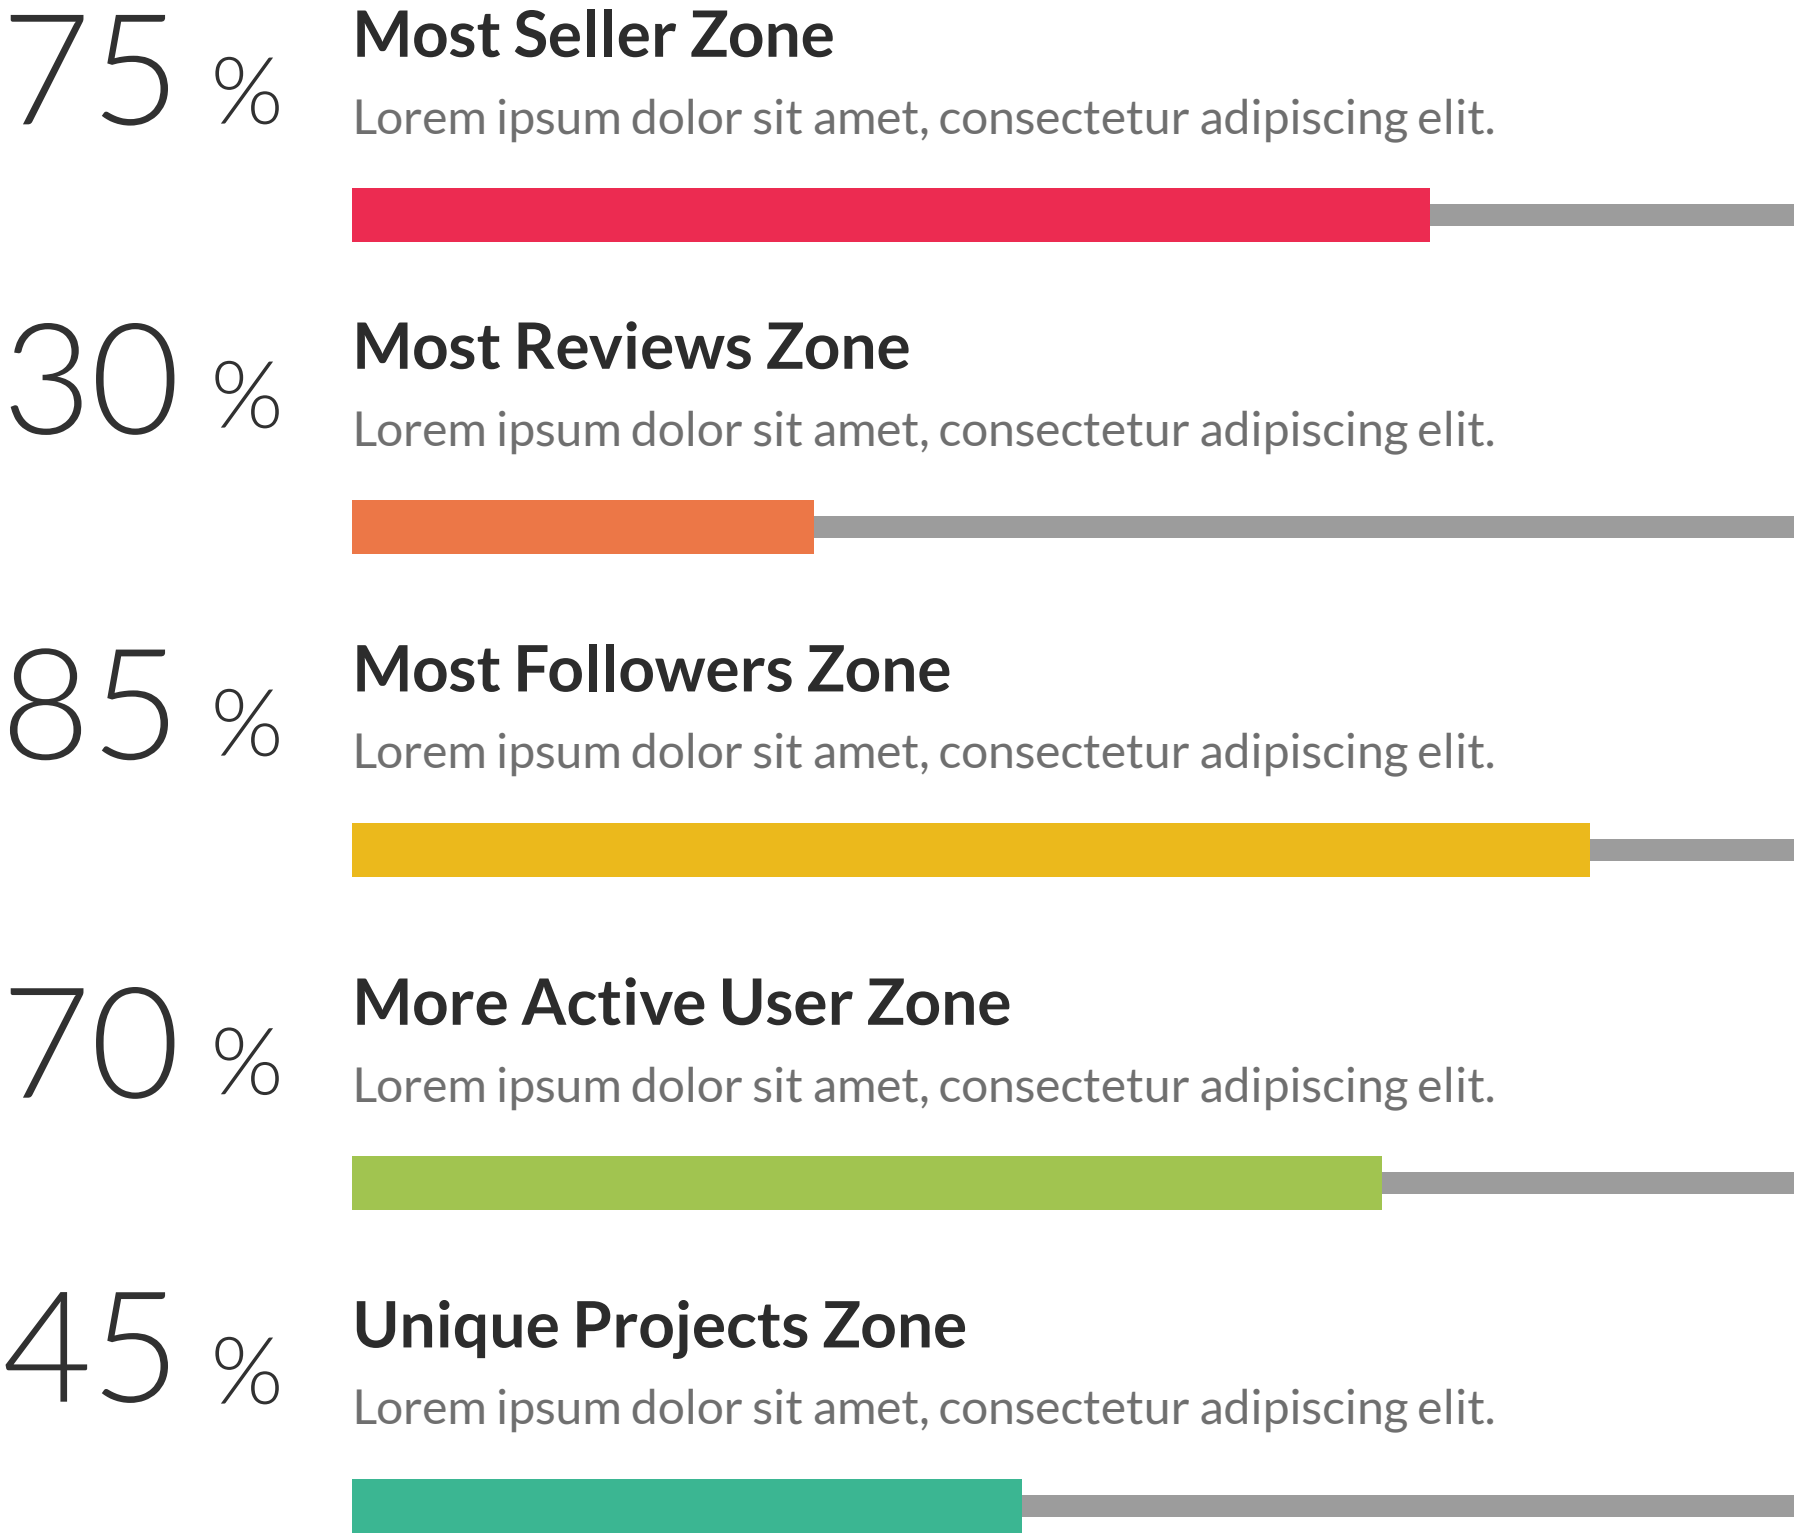 75 %
Most Seller Zone
Lorem ipsum dolor sit amet, consectetur adipiscing elit.
30 %
Most Reviews Zone
Lorem ipsum dolor sit amet, consectetur adipiscing elit.
85 %
Most Followers Zone
Lorem ipsum dolor sit amet, consectetur adipiscing elit.
70 %
More Active User Zone
Lorem ipsum dolor sit amet, consectetur adipiscing elit.
45 %
Unique Projects Zone
Lorem ipsum dolor sit amet, consectetur adipiscing elit.